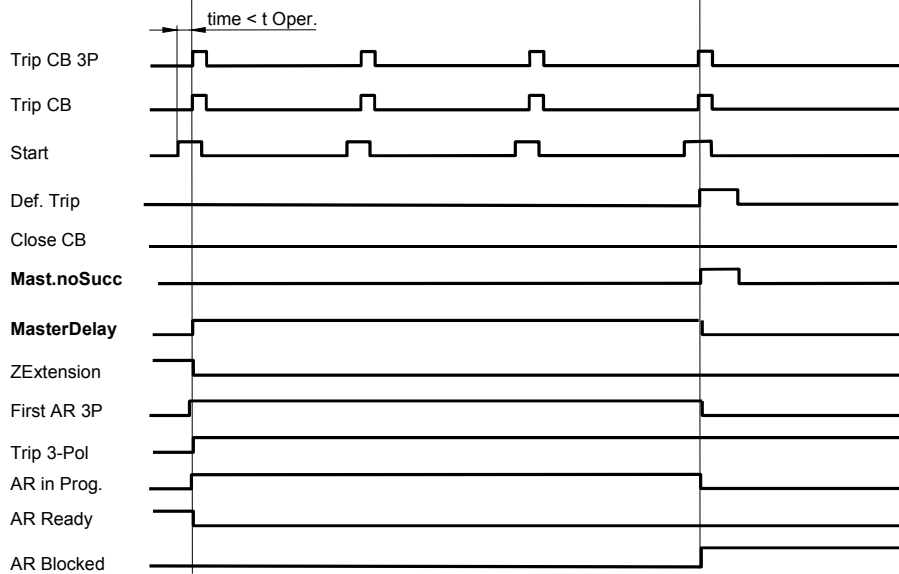 time < t Oper.
Trip CB 3P
Trip CB
Start
Def. Trip
Close CB
Mast.noSucc
MasterDelay
ZExtension
First AR 3P
Trip 3-Pol
AR in Prog.
AR Ready
AR Blocked